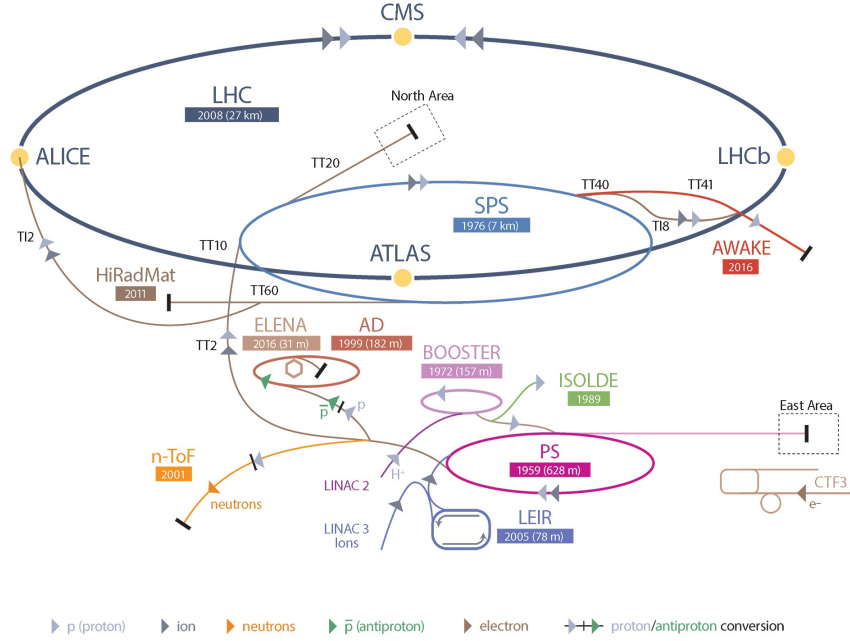 CMS
LHC
2008 (27 km)
North Area
ALICE
LHCb
TT20
TT40
TT41
SPS
1976 (7 km)
TI8
TI2
TT10
ATLAS
AWAKE
2016
HiRadMat
2011
TT60
ELENA
2016 (31 m)
AD
1999 (182 m)
TT2
BOOSTER
1972 (157 m)
ISOLDE
1989
p̅
p
East Area
n-ToF
2001
neutrons
PS
1959 (628 m)
H⁺
LINAC 2
CTF3
e⁻
LINAC 3
Ions
LEIR
2005 (78 m)
p (proton)
ion
neutrons
p̅ (antiproton)
electron
proton/antiproton conversion